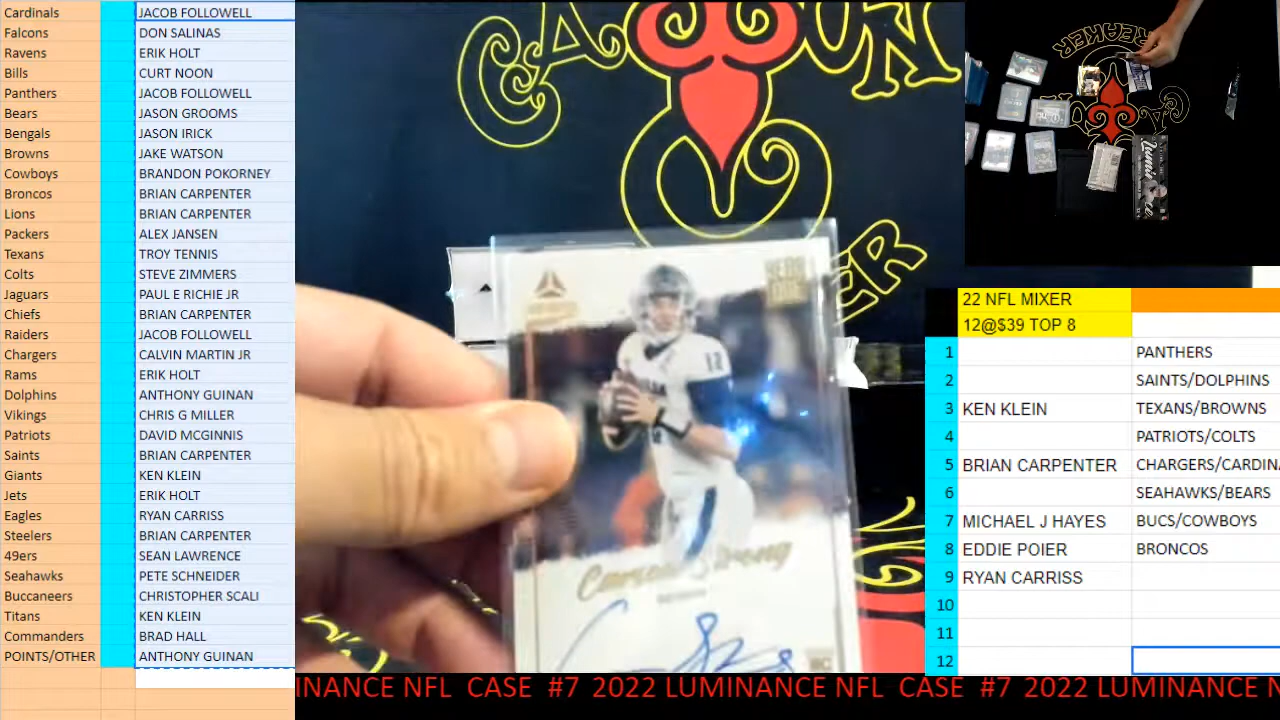 Cardinals JACOB FOLLOWELL
Falcons DON SALINAS
Ravens ERIK HOLT
Bills CURT NOON
Panthers JACOB FOLLOWELL
Bears JASON GROOMS
Bengals JASON IRICK
Browns JAKE WATSON
Cowboys BRANDON POKORNEY
Broncos BRIAN CARPENTER
Lions BRIAN CARPENTER
Packers ALEX JANSEN
Texans TROY TENNIS
Colts STEVE ZIMMERS
Jaguars PAUL E RICHIE JR
Chiefs BRIAN CARPENTER
Raiders JACOB FOLLOWELL
Chargers CALVIN MARTIN JR
Rams ERIK HOLT
Dolphins ANTHONY GUINAN
Vikings CHRIS G MILLER
Patriots DAVID MCGINNIS
Saints BRIAN CARPENTER
Giants KEN KLEIN
Jets ERIK HOLT
Eagles RYAN CARRISS
Steelers BRIAN CARPENTER
49ers SEAN LAWRENCE
Seahawks PETE SCHNEIDER
Buccaneers CHRISTOPHER SCALI
Titans KEN KLEIN
Commanders BRAD HALL
POINTS/OTHER ANTHONY GUINAN
12
Carson Strong
RC
BREAKER
22 NFL MIXER
12@$39 TOP 8
1 PANTHERS
2 SAINTS/DOLPHINS
3 KEN KLEIN TEXANS/BROWNS
4 PATRIOTS/COLTS
5 BRIAN CARPENTER CHARGERS/CARDINA
6 SEAHAWKS/BEARS
7 MICHAEL J HAYES BUCS/COWBOYS
8 EDDIE POIER BRONCOS
9 RYAN CARRISS
10
11
12
INANCE NFL CASE #7 2022 LUMINANCE NFL CASE #7 2022 LUMINANCE N